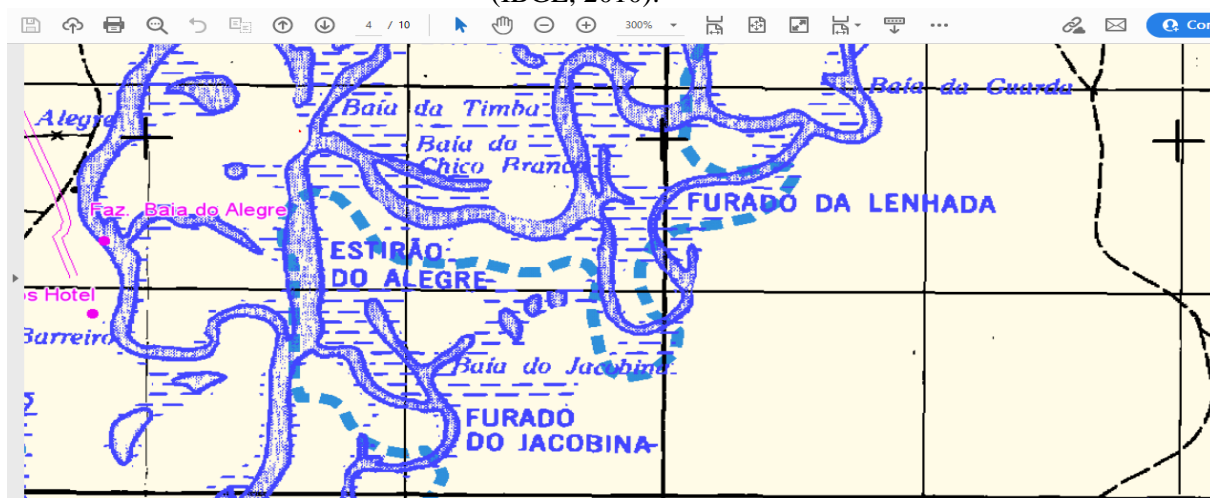 (IBGE, 2010).
4 / 10
300%
Baía da Guarda
Baía da Timba
Alegre
Baía do
Chico Branco
FURADO DA LENHADA
Faz. Baia do Alegre
ESTIRÃO
DO ALEGRE
os Hotel
Barreiro
Baía do Jacobina
FURADO
DO JACOBINA